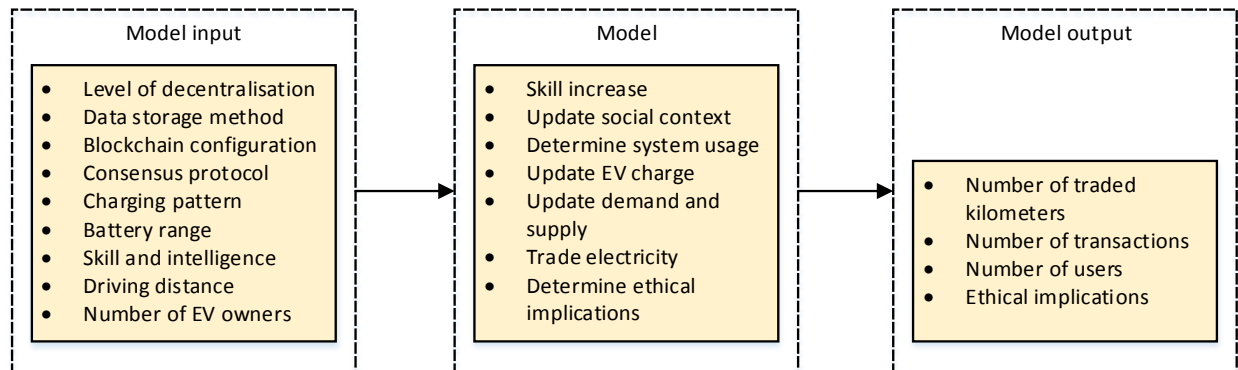 Model input
• Level of decentralisation
• Data storage method
• Blockchain configuration
• Consensus protocol
• Charging pattern
• Battery range
• Skill and intelligence
• Driving distance
• Number of EV owners
Model
• Skill increase
• Update social context
• Determine system usage
• Update EV charge
• Update demand and
supply
• Trade electricity
• Determine ethical
implications
Model output
• Number of traded
kilometers
• Number of transactions
• Number of users
• Ethical implications